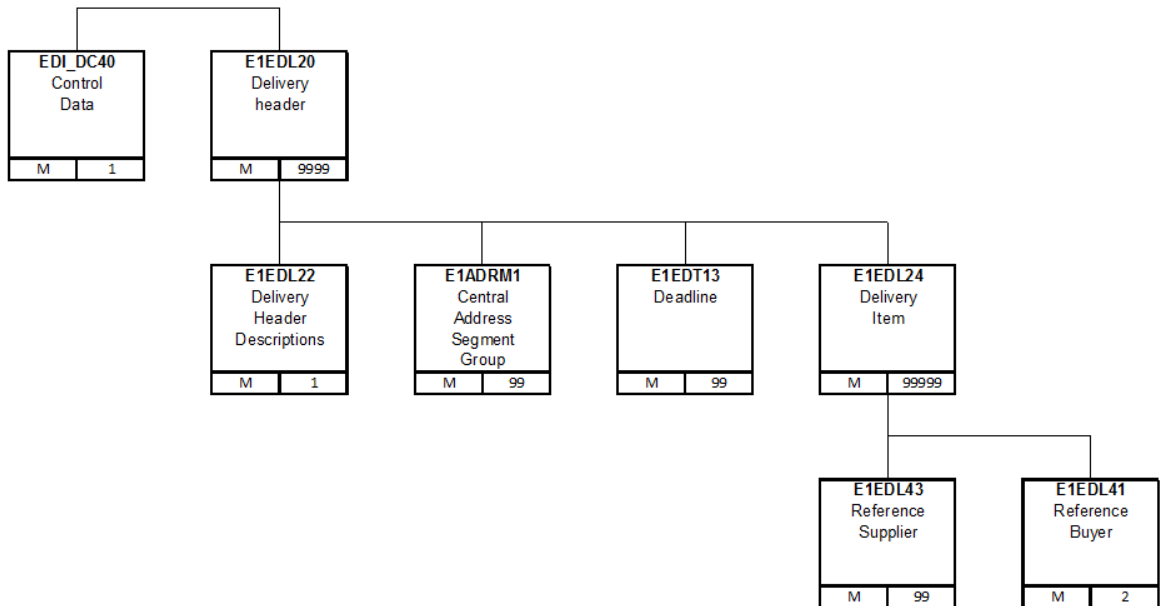 EDI_DC40
Control
Data
M 1
E1EDL20
Delivery
header
M 9999
E1EDL22
Delivery
Header
Descriptions
M 1
E1ADRM1
Central
Address
Segment
Group
M 99
E1EDT13
Deadline
M 99
E1EDL24
Delivery
Item
M 99999
E1EDL43
Reference
Supplier
M 99
E1EDL41
Reference
Buyer
M 2